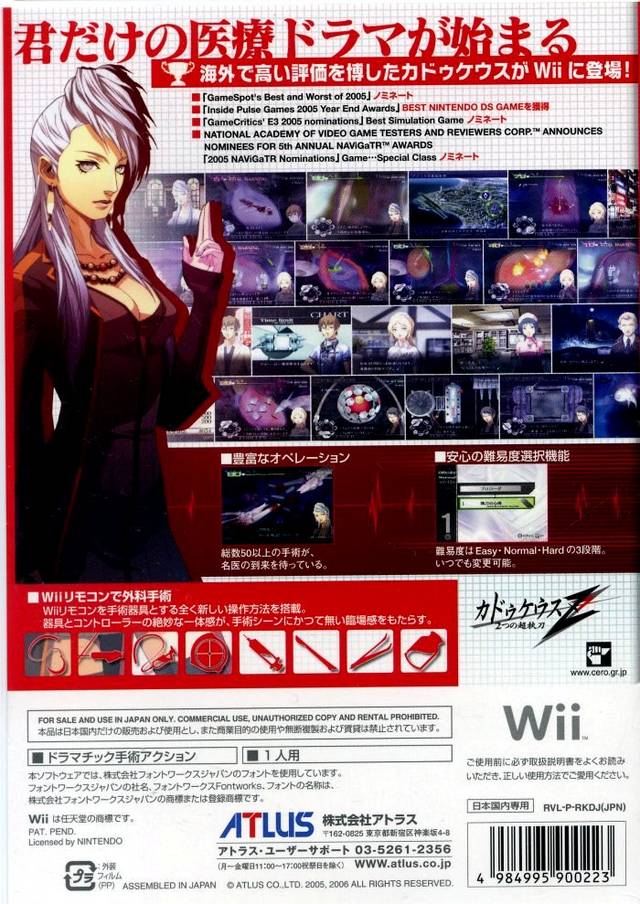 君だけの医療ドラマが始まる
海外で高い評価を博したカドゥケウスが Wii に登場!
■『GameSpot's Best and Worst of 2005』ノミネート
■『Inside Pulse Games 2005 Year End Awards』BEST NINTENDO DS GAMEを獲得
■『GameCritics' E3 2005 nominations』Best Simulation Game ノミネート
■ NATIONAL ACADEMY OF VIDEO GAME TESTERS AND REVIEWERS CORP.™ ANNOUNCES
NOMINEES FOR 5th ANNUAL NAViGaTR™ AWARDS
『2005 NAViGaTR Nominations』Game…Special Class ノミネート
Time limit
CHART
■豊富なオペレーション
総数50以上の手術が、
名医の到来を待っている。
■安心の難易度選択機能
難易度はEasy・Normal・Hardの3段階。
いつでも変更可能。
■Wiiリモコンで外科手術
Wiiリモコンを手術器具とする全く新しい操作方法を搭載。
器具とコントローラーの絶妙な一体感が、手術シーンにかつて無い臨場感をもたらす。
カドゥケウスZ
2つの超執刀
www.cero.gr.jp
FOR SALE AND USE IN JAPAN ONLY. COMMERCIAL USE, UNAUTHORIZED COPY AND RENTAL PROHIBITED.
本品は日本国内だけの販売および使用とし、また商業目的の使用や無断複製および賃貸は禁止されています。
■ドラマチック手術アクション
■1人用
本ソフトウェアでは、株式会社フォントワークスジャパンのフォントを使用しています。
フォントワークスジャパンの社名、フォントワークスFontworks、フォントの名称は、
株式会社フォントワークスジャパンの商標または登録商標です。
Wii™
ご使用前に必ず取扱説明書をよくお読み
いただき、正しい使用方法でご愛用ください。
日本国内専用
RVL-P-RKDJ(JPN)
Wii は任天堂の商標です。
PAT. PEND.
Licensed by NINTENDO
ATLUS 株式会社アトラス
〒162-0825 東京都新宿区神楽坂4-8
アトラス・ユーザーサポート 03-5261-2356
(月〜金曜日11:00〜17:00祝祭日を除く) www.atlus.co.jp
プラ
:外装
フィルム
(PP)
ASSEMBLED IN JAPAN
© ATLUS CO.,LTD. 2005, 2006 ALL RIGHTS RESERVED.
4 984995 900223